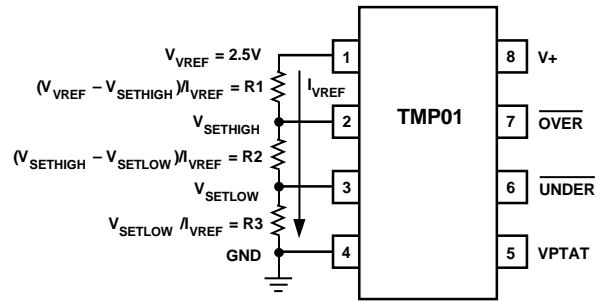 V_VREF = 2.5V
(V_VREF – V_SETHIGH)/I_VREF = R1
V_SETHIGH
(V_SETHIGH – V_SETLOW)/I_VREF = R2
V_SETLOW
V_SETLOW /I_VREF = R3
GND
I_VREF
1
2
3
4
TMP01
8 V+
7 OVER
6 UNDER
5 VPTAT